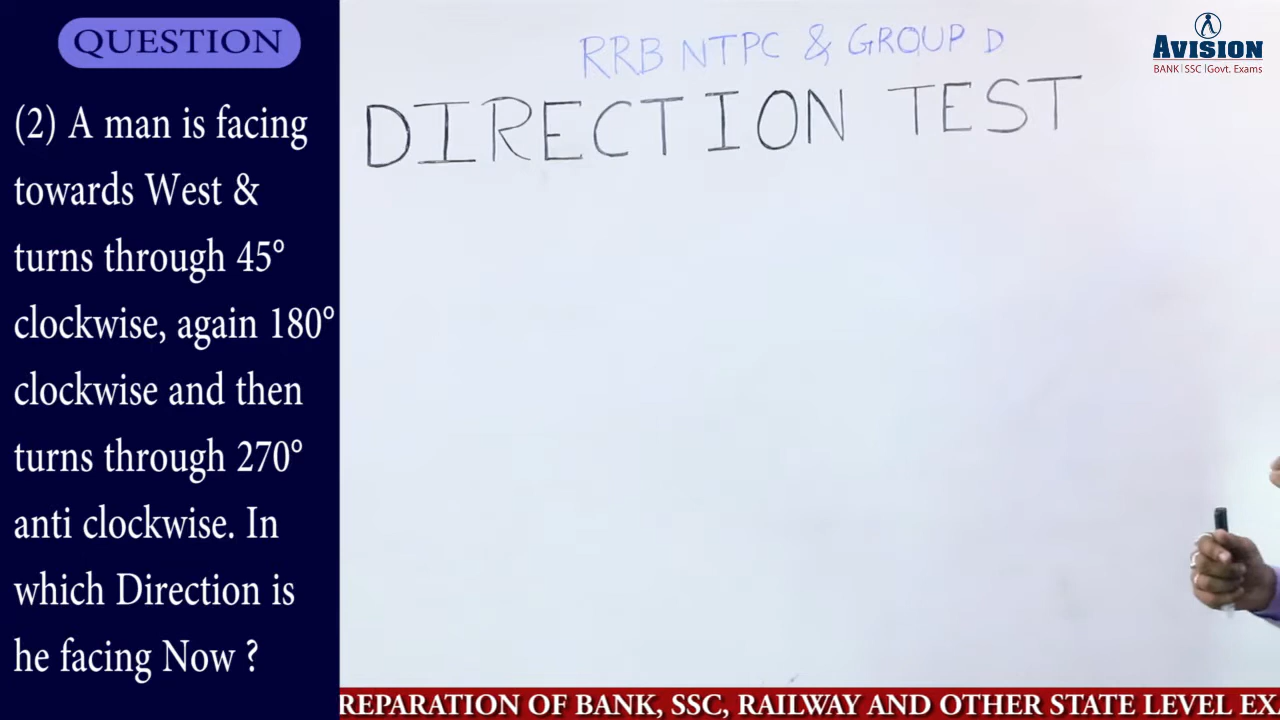 QUESTION
(2) A man is facing
towards West &
turns through 45°
clockwise, again 180°
clockwise and then
turns through 270°
anti clockwise. In
which Direction is
he facing Now ?
RRB NTPC & GROUP D
DIRECTION TEST
AVISION
BANK | SSC | Govt. Exams
REPARATION OF BANK, SSC, RAILWAY AND OTHER STATE LEVEL EX